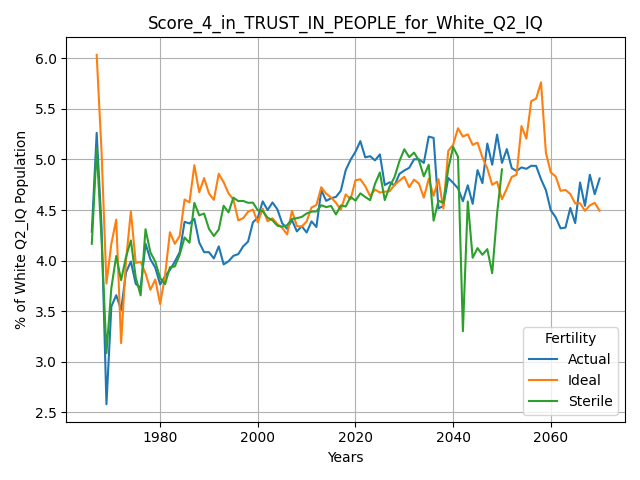 Score_4_in_TRUST_IN_PEOPLE_for_White_Q2_IQ
% of White Q2_IQ Population
6.0
5.5
5.0
4.5
4.0
3.5
3.0
2.5
Fertility
Actual
Ideal
Sterile
1980
2000
2020
2040
2060
Years